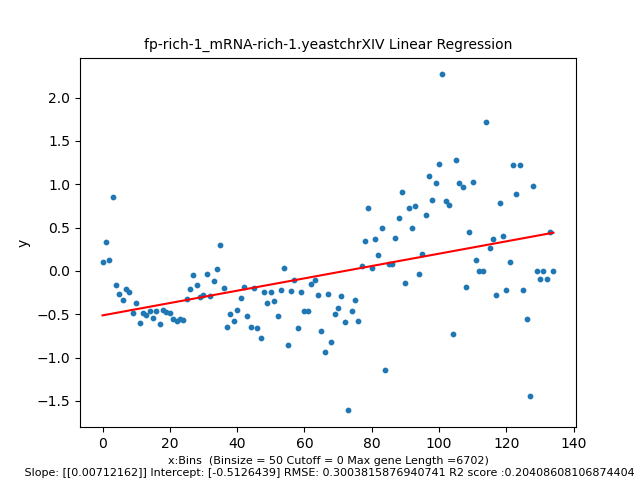 fp-rich-1_mRNA-rich-1.yeastchrXIV Linear Regression
2.0
1.5
1.0
0.5
0.0
−0.5
−1.0
−1.5
y
0 20 40 60 80 100 120 140
x:Bins (Binsize = 50 Cutoff = 0 Max gene Length =6702)
Slope: [[0.00712162]] Intercept: [-0.5126439] RMSE: 0.3003815876940741 R2 score :0.20408608106874404